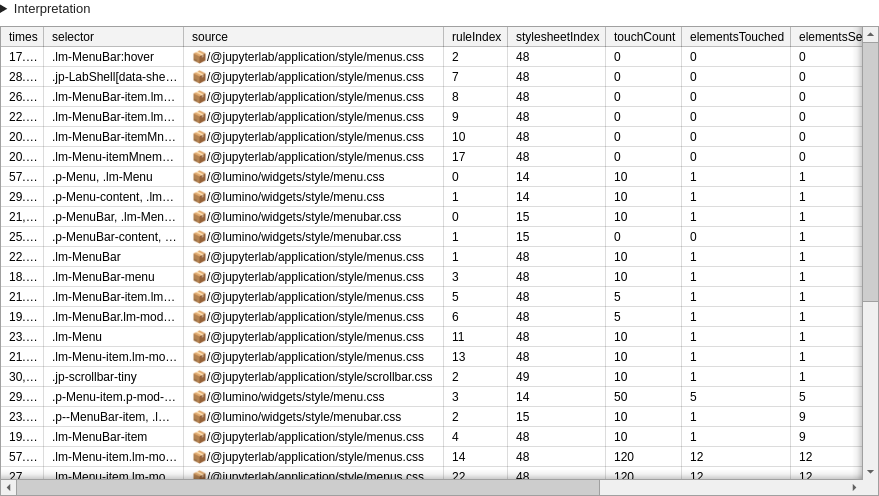 Interpretation
times selector source ruleIndex stylesheetIndex touchCount elementsTouched elementsSe
17.… .lm-MenuBar:hover /@jupyterlab/application/style/menus.css 2 48 0 0 0
28.… .jp-LabShell[data-she… /@jupyterlab/application/style/menus.css 7 48 0 0 0
26.… .lm-MenuBar-item.lm… /@jupyterlab/application/style/menus.css 8 48 0 0 0
22.… .lm-MenuBar-item.lm… /@jupyterlab/application/style/menus.css 9 48 0 0 0
20.… .lm-MenuBar-itemMn… /@jupyterlab/application/style/menus.css 10 48 0 0 0
20.… .lm-Menu-itemMnem… /@jupyterlab/application/style/menus.css 17 48 0 0 0
57.… .p-Menu, .lm-Menu /@lumino/widgets/style/menu.css 0 14 10 1 1
29.… .p-Menu-content, .lm… /@lumino/widgets/style/menu.css 1 14 10 1 1
21,… .p-MenuBar, .lm-Men… /@lumino/widgets/style/menubar.css 0 15 10 1 1
25.… .p-MenuBar-content, … /@lumino/widgets/style/menubar.css 1 15 0 0 1
22.… .lm-MenuBar /@jupyterlab/application/style/menus.css 1 48 10 1 1
18.… .lm-MenuBar-menu /@jupyterlab/application/style/menus.css 3 48 10 1 1
21.… .lm-MenuBar-item.lm… /@jupyterlab/application/style/menus.css 5 48 5 1 1
19.… .lm-MenuBar.lm-mod… /@jupyterlab/application/style/menus.css 6 48 5 1 1
23.… .lm-Menu /@jupyterlab/application/style/menus.css 11 48 10 1 1
21.… .lm-Menu-item.lm-mo… /@jupyterlab/application/style/menus.css 13 48 10 1 1
30,… .jp-scrollbar-tiny /@jupyterlab/application/style/scrollbar.css 2 49 10 1 1
29.… .p-Menu-item.p-mod-… /@lumino/widgets/style/menu.css 3 14 50 5 5
23.… .p--MenuBar-item, .l… /@lumino/widgets/style/menubar.css 2 15 10 1 9
19.… .lm-MenuBar-item /@jupyterlab/application/style/menus.css 4 48 10 1 9
57.… .lm-Menu-item.lm-mo… /@jupyterlab/application/style/menus.css 14 48 120 12 12
27.… .lm-Menu-item.lm-mo… /@jupyterlab/application/style/menus.css 22 48 120 12 12